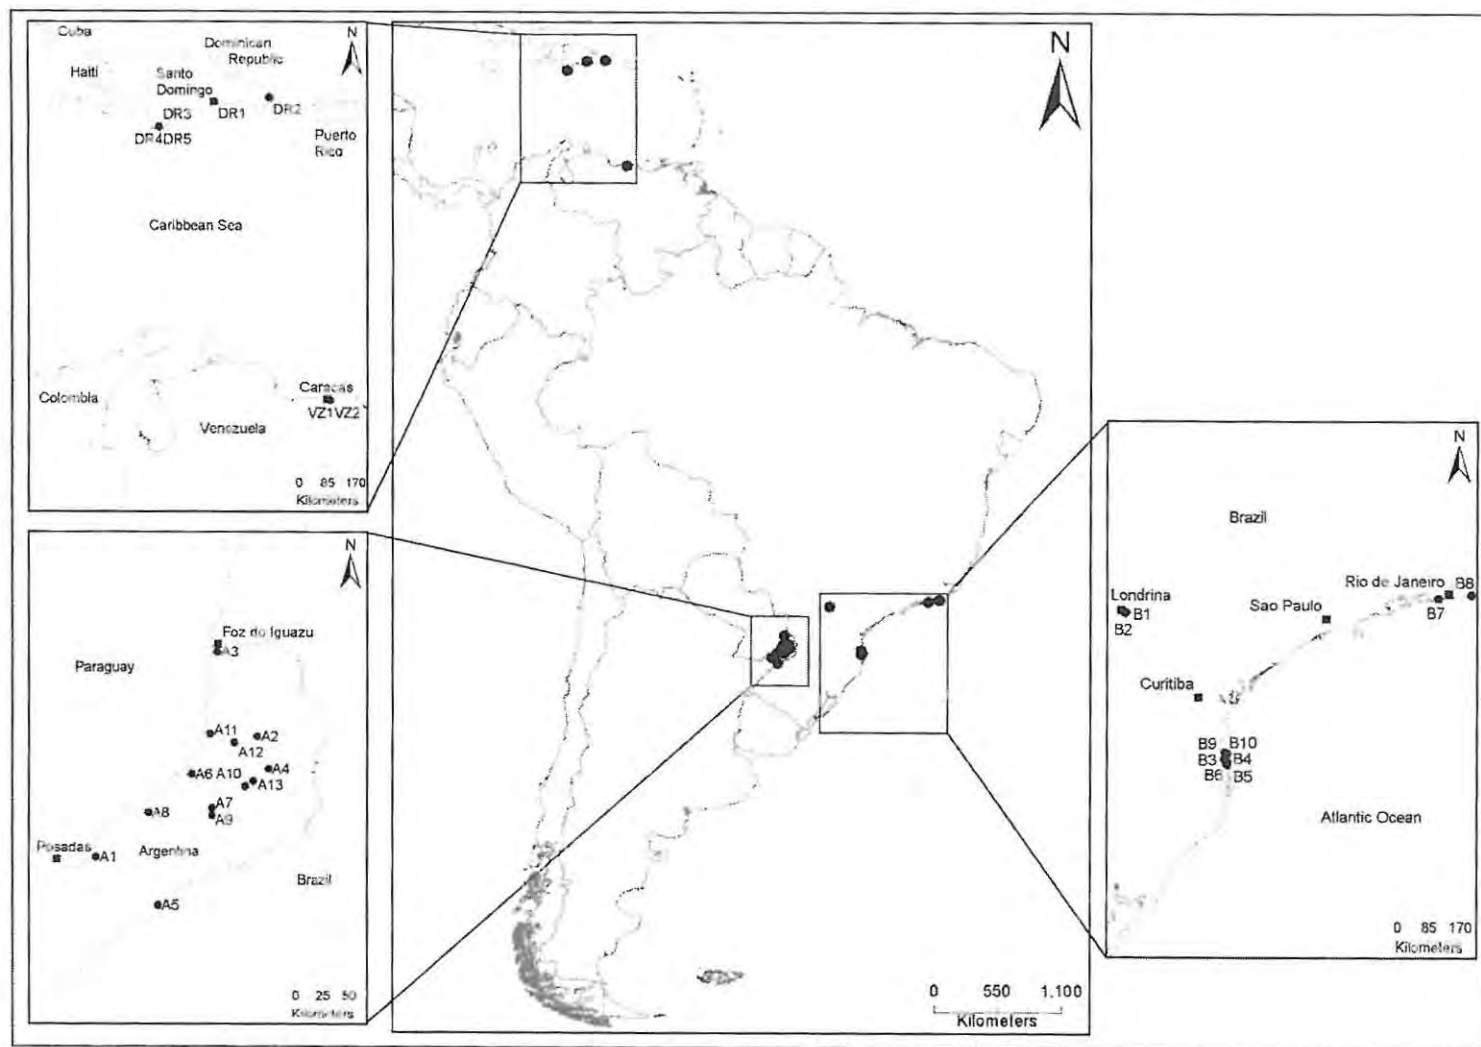 Cuba
Dominican
Republic
N
Haiti
Santo
Domingo
DR3
DR1
DR2
DR4DR5
Puerto
Rico
Caribbean Sea
Caracas
VZ1VZ2
Colombia
Venezuela
0 85 170
Kilometers
N
0 550 1,100
Kilometers
N
Foz do Iguazu
A3
Paraguay
A11
A2
A12
A6
A10
A4
A13
A7
A8
A9
Posadas
A1
Argentina
Brazil
A5
0 25 50
Kilometers
N
Brazil
Londrina
B1
B2
Rio de Janeiro
B8
B7
Sao Paulo
Curitiba
B9
B10
B3
B4
B6
B5
Atlantic Ocean
0 85 170
Kilometers